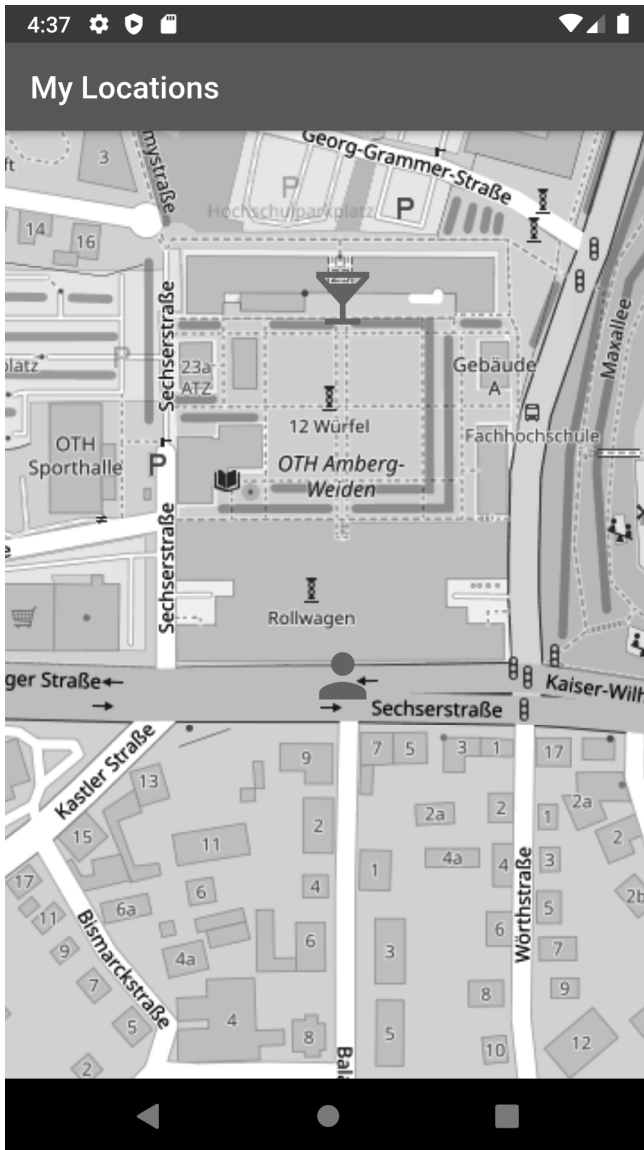 4:37
My Locations
ft
3
mystraße
Georg-Grammer-Straße
P
Hochschulparkplatz
P
14
16
Sechserstraße
Maxallee
platz
P
23a
ATZ
Gebäude
A
12 Würfel
Fachhochschule
OTH
Sporthalle
P
OTH Amberg-
Weiden
Sechserstraße
Rollwagen
ger Straße
Kaiser-Wilh
Sechserstraße
Kastler Straße
9
7
5
3
1
17
13
2a
2
2a
2
1
15
11
2
1
4a
4
3
Wörthstraße
17
6
4
2b
6a
11
5
Bismarckstraße
6
6
9
4a
3
7
7
8
9
5
4
8
5
10
12
2
Bala